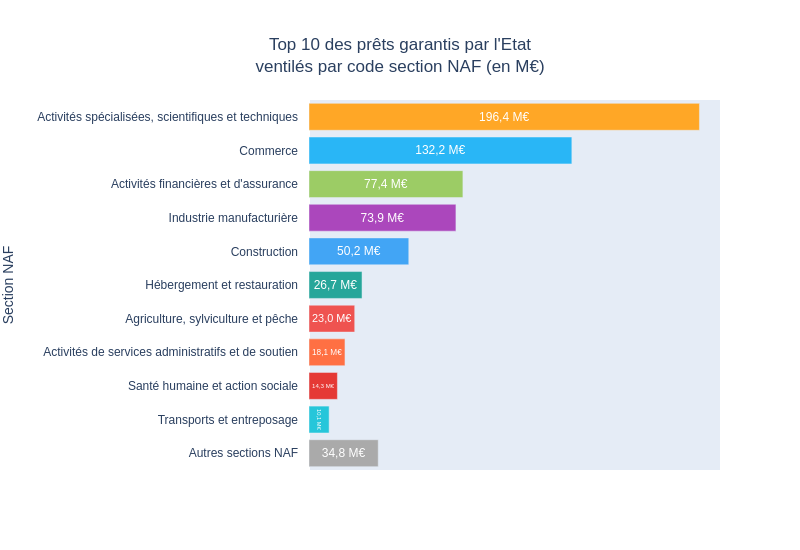 Top 10 des prêts garantis par l'Etat
ventilés par code section NAF (en M€)
Section NAF
Activités spécialisées, scientifiques et techniques 196,4 M€
Commerce 132,2 M€
Activités financières et d'assurance 77,4 M€
Industrie manufacturière 73,9 M€
Construction 50,2 M€
Hébergement et restauration 26,7 M€
Agriculture, sylviculture et pêche 23,0 M€
Activités de services administratifs et de soutien 18,1 M€
Santé humaine et action sociale 14,3 M€
Transports et entreposage 10,1 M€
Autres sections NAF 34,8 M€